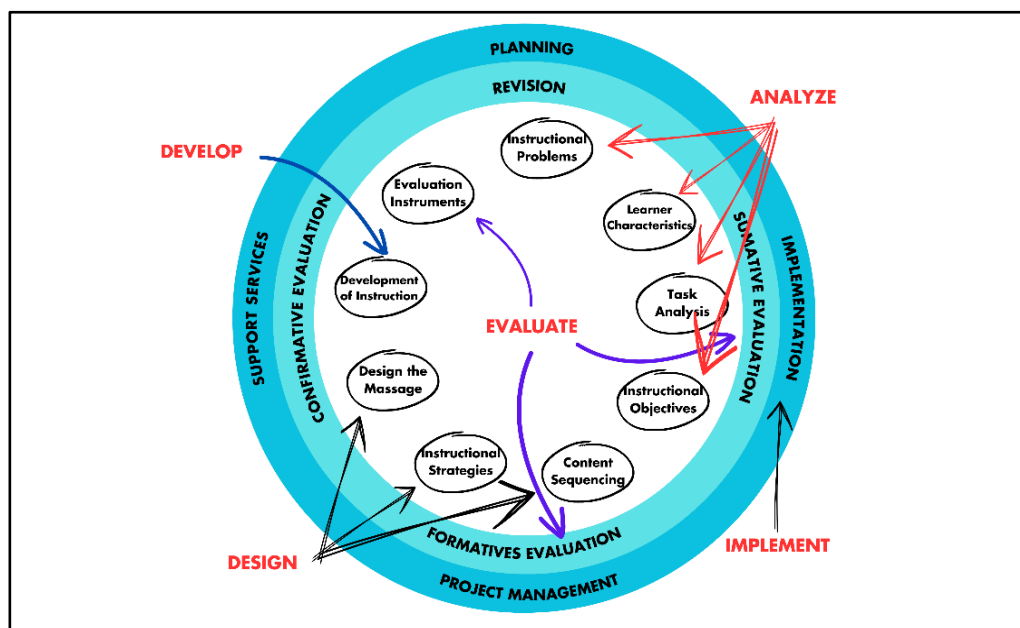 PLANNING
REVISION
ANALYZE
DEVELOP
Instructional
Problems
Evaluation
Instruments
Learner
Characteristics
SUPPORT SERVICES
CONFIRMATIVE EVALUATION
SUMATIVE EVALUATION
IMPLEMENTATION
Development
of Instruction
Task
Analysis
EVALUATE
Design the
Massage
Instructional
Objectives
Instructional
Strategies
Content
Sequencing
FORMATIVES EVALUATION
DESIGN
IMPLEMENT
PROJECT MANAGEMENT